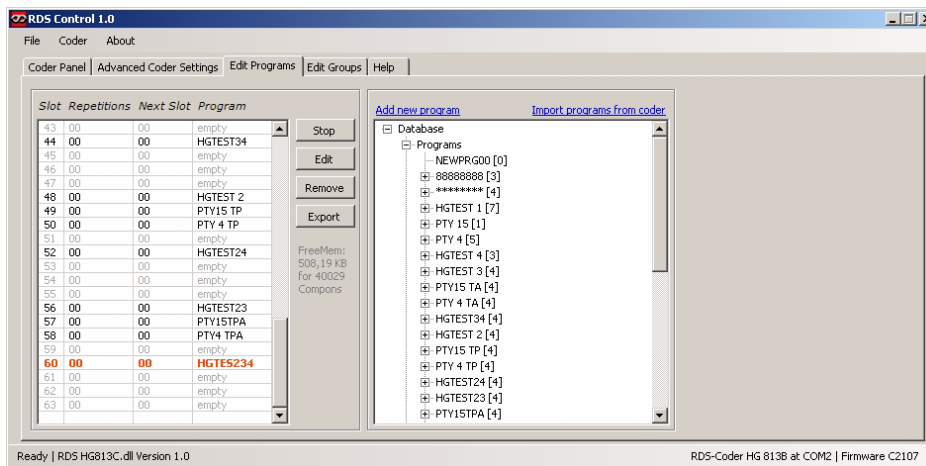 RDS Control 1.0
File Coder About
Coder Panel Advanced Coder Settings Edit Programs Edit Groups Help
Slot Repetitions Next Slot Program
43 00 00 empty
44 00 00 HGTEST34
45 00 00 empty
46 00 00 empty
47 00 00 empty
48 00 00 HGTEST 2
49 00 00 PTY15 TP
50 00 00 PTY 4 TP
51 00 00 empty
52 00 00 HGTEST24
53 00 00 empty
54 00 00 empty
55 00 00 empty
56 00 00 HGTEST23
57 00 00 PTY15TPA
58 00 00 PTY4 TPA
59 00 00 empty
60 00 00 HGTES234
61 00 00 empty
62 00 00 empty
63 00 00 empty
Stop
Edit
Remove
Export
FreeMem:
508,19 KB
for 40029
Compons
Add new program Import programs from coder
Database
Programs
NEWPRG00 [0]
88888888 [3]
******** [4]
HGTEST 1 [7]
PTY 15 [1]
PTY 4 [5]
HGTEST 4 [3]
HGTEST 3 [4]
PTY15 TA [4]
PTY 4 TA [4]
HGTEST34 [4]
HGTEST 2 [4]
PTY15 TP [4]
PTY 4 TP [4]
HGTEST24 [4]
HGTEST23 [4]
PTY15TPA [4]
Ready | RDS HG813C.dll Version 1.0
RDS-Coder HG 813B at COM2 | Firmware C2107